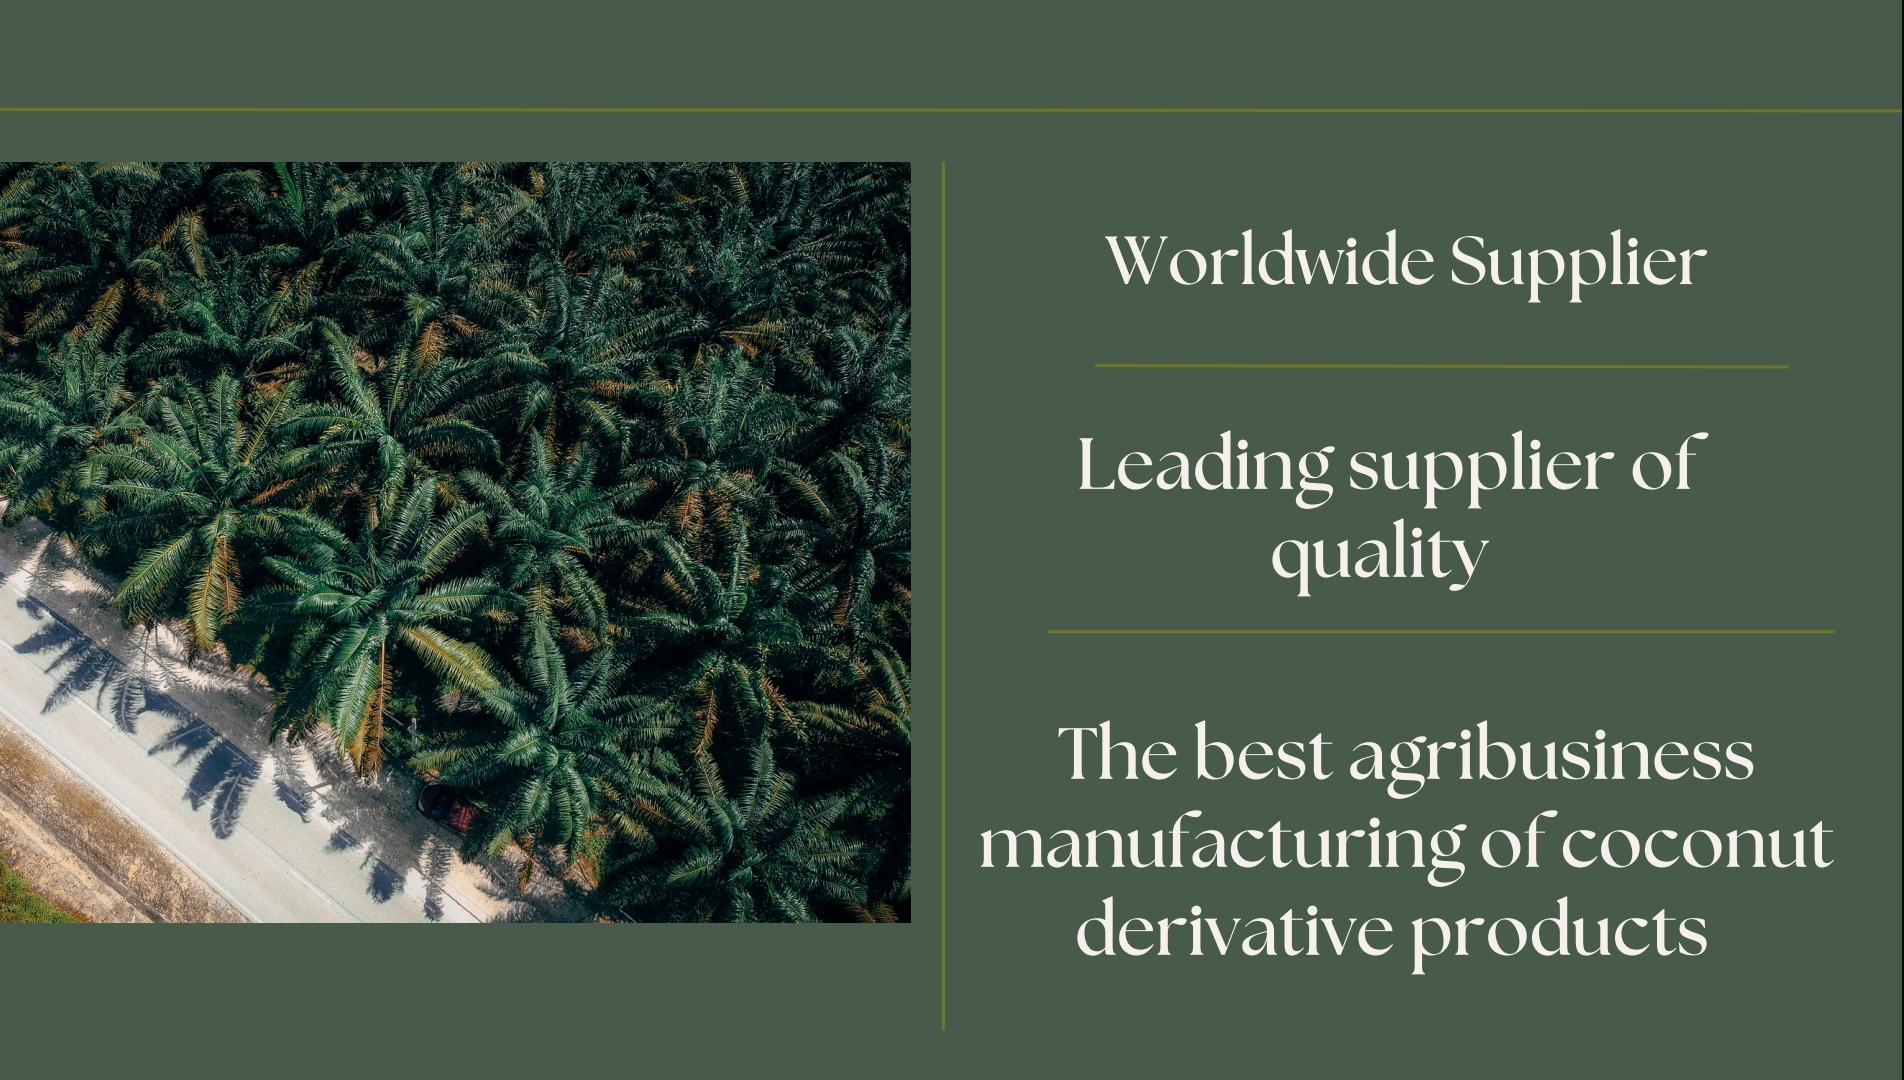 Worldwide Supplier
Leading supplier of
quality
The best agribusiness
manufacturing of coconut
derivative products